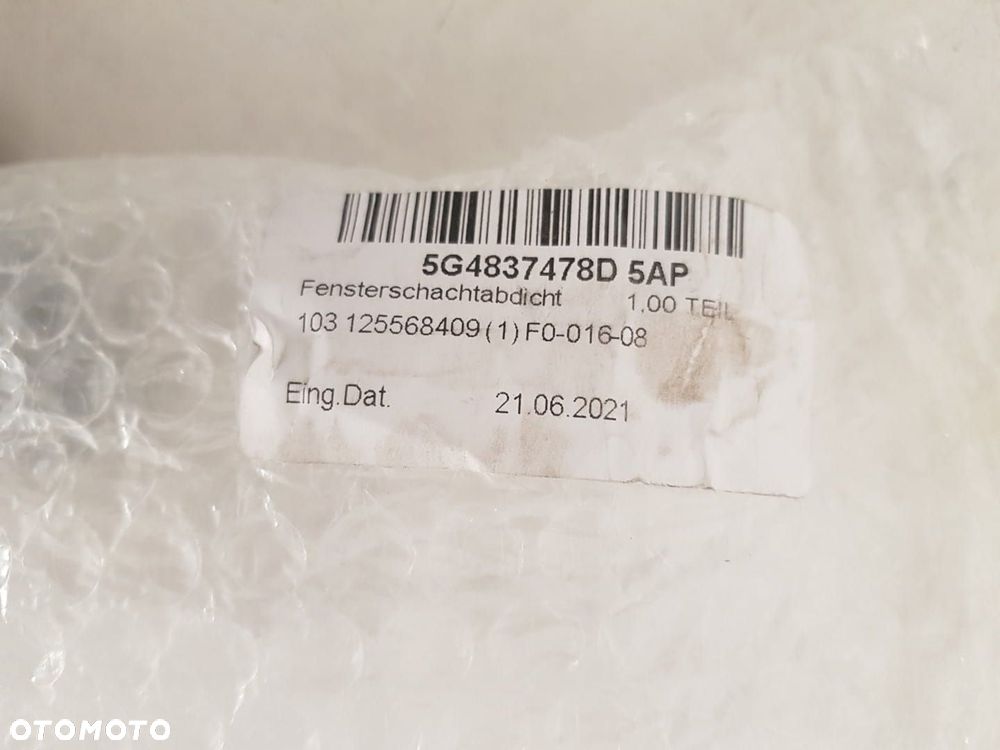 5G4837478D 5AP
Fensterschachtabdicht 1,00 TEIL
103 125568409 (1) F0-016-08
Eing.Dat. 21.06.2021
OTOMOTO